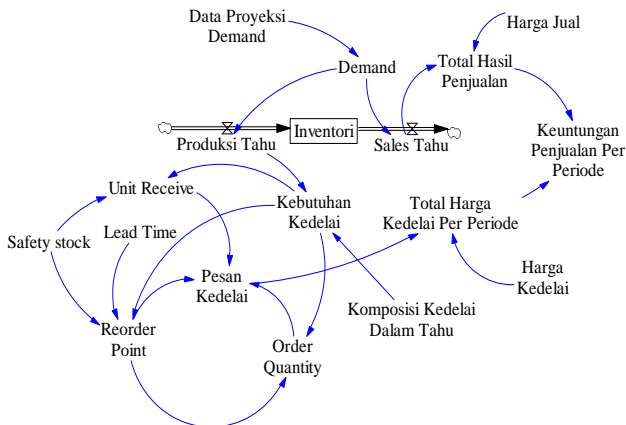 Data Proyeksi
Demand
Harga Jual
Demand
Total Hasil
Penjualan
Inventori
Produksi Tahu
Sales Tahu
Keuntungan
Penjualan Per
Periode
Unit Receive
Kebutuhan
Kedelai
Total Harga
Kedelai Per Periode
Safety stock
Lead Time
Pesan
Kedelai
Harga
Kedelai
Komposisi Kedelai
Dalam Tahu
Reorder
Point
Order
Quantity